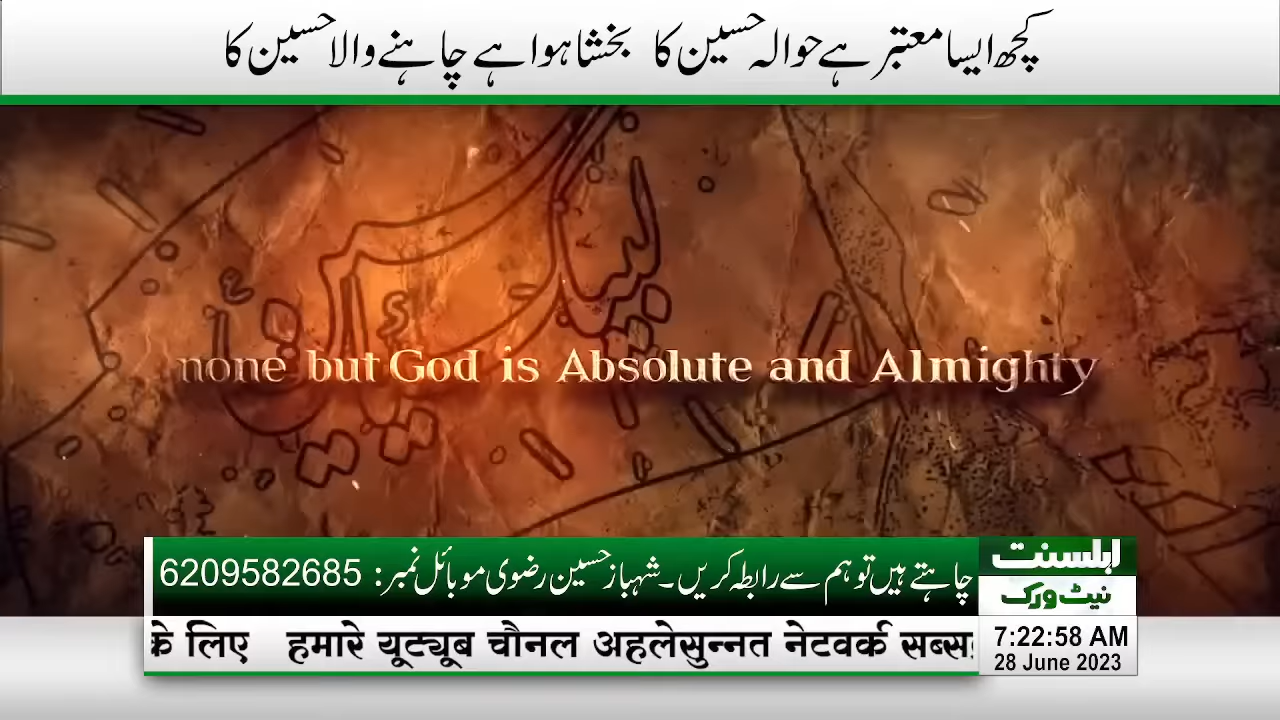 کچھ ایسا معتبر ہے حوالہ حسین کا بخشا ہوا ہے چاہنے والا حسین کا
none but God is Absolute and Almighty
چاہتے ہیں تو ہم سے رابطہ کریں۔ شہباز حسین رضوی موبائل نمبر: 6209582685
اہلسنت
نیٹ ورک
के लिए हमारे यूट्यूब चौनल अहलेसुन्नत नेटवर्क सब्स
7:22:58 AM
28 June 2023